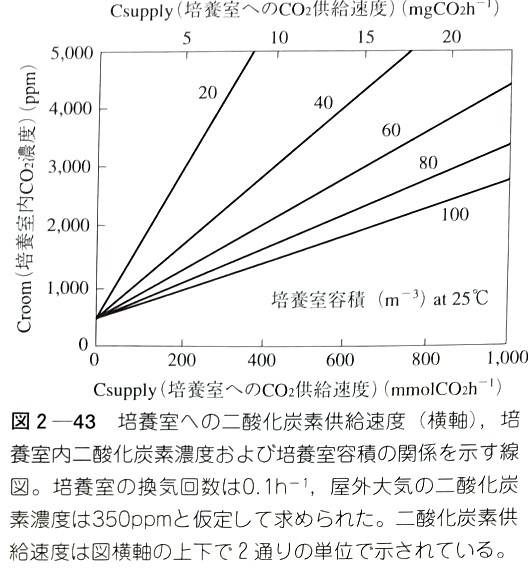 Csupply(培養室へのCO₂供給速度)(mgCO₂h⁻¹)
5 10 15 20
5,000
4,000
3,000
2,000
1,000
0
Croom(培養室内CO₂濃度)(ppm)
20
40
60
80
100
培養室容積 (m⁻³) at 25℃
0 200 400 600 800 1,000
Csupply(培養室へのCO₂供給速度)(mmolCO₂h⁻¹)
図2―43 培養室への二酸化炭素供給速度(横軸),培
養室内二酸化炭素濃度および培養室容積の関係を示す線
図。培養室の換気回数は0.1h⁻¹,屋外大気の二酸化炭
素濃度は350ppmと仮定して求められた。二酸化炭素供
給速度は図横軸の上下で2通りの単位で示されている。